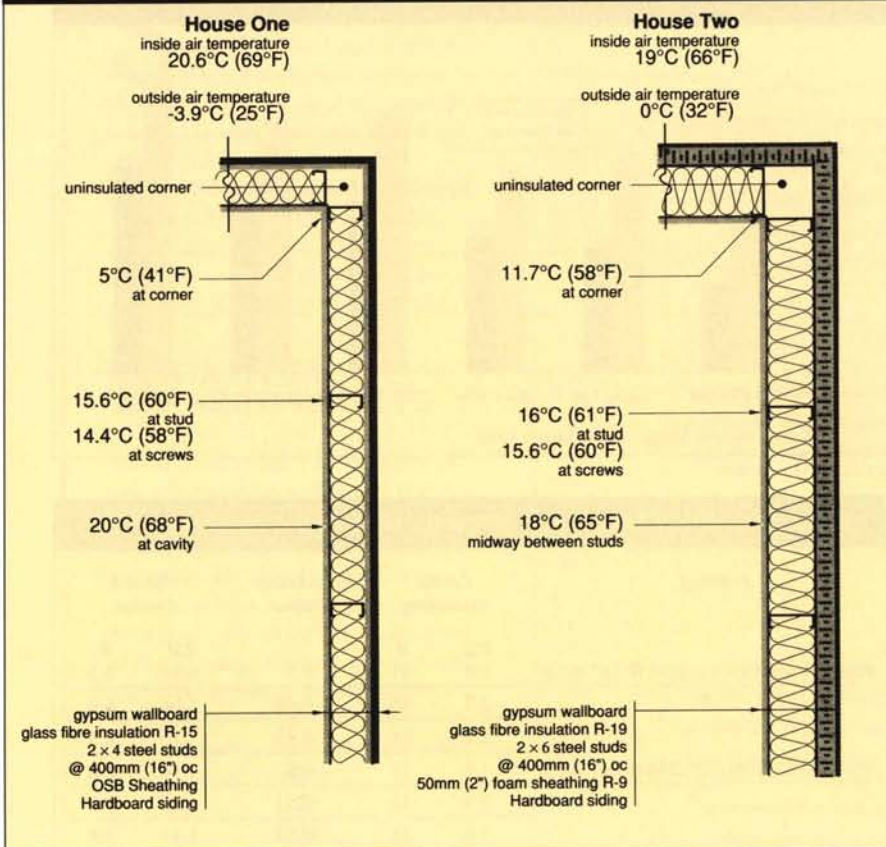 House One
inside air temperature
20.6°C (69°F)
outside air temperature
-3.9°C (25°F)
uninsulated corner
5°C (41°F)
at corner
15.6°C (60°F)
at stud
14.4°C (58°F)
at screws
20°C (68°F)
at cavity
gypsum wallboard
glass fibre insulation R-15
2 × 4 steel studs
@ 400mm (16") oc
OSB Sheathing
Hardboard siding
House Two
inside air temperature
19°C (66°F)
outside air temperature
0°C (32°F)
uninsulated corner
11.7°C (58°F)
at corner
16°C (61°F)
at stud
15.6°C (60°F)
at screws
18°C (65°F)
midway between studs
gypsum wallboard
glass fibre insulation R-19
2 × 6 steel studs
@ 400mm (16") oc
50mm (2") foam sheathing R-9
Hardboard siding